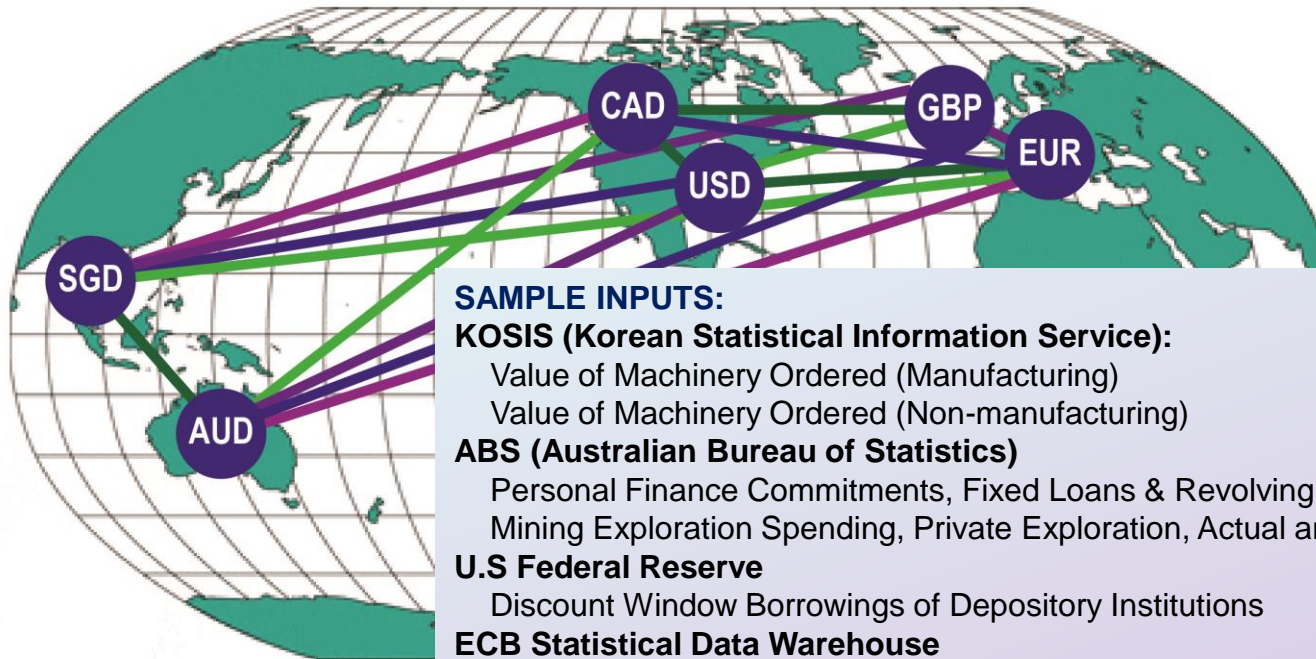 CAD
GBP
EUR
USD
SGD
AUD
SAMPLE INPUTS:
KOSIS (Korean Statistical Information Service):
Value of Machinery Ordered (Manufacturing)
Value of Machinery Ordered (Non-manufacturing)
ABS (Australian Bureau of Statistics)
Personal Finance Commitments, Fixed Loans & Revolving
Mining Exploration Spending, Private Exploration, Actual
U.S Federal Reserve
Discount Window Borrowings of Depository Institutions
ECB Statistical Data Warehouse